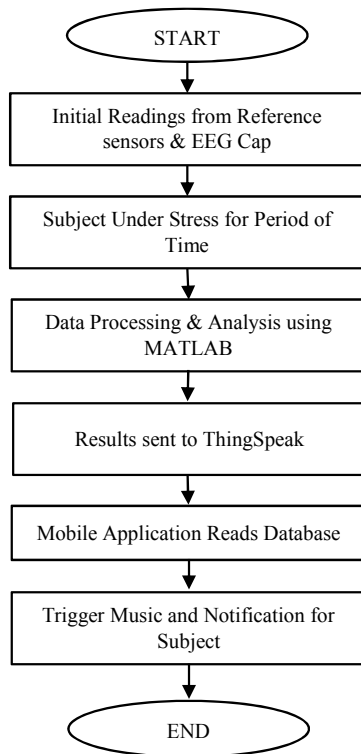 START
Initial Readings from Reference
sensors & EEG Cap
Subject Under Stress for Period of
Time
Data Processing & Analysis using
MATLAB
Results sent to ThingSpeak
Mobile Application Reads Database
Trigger Music and Notification for
Subject
END